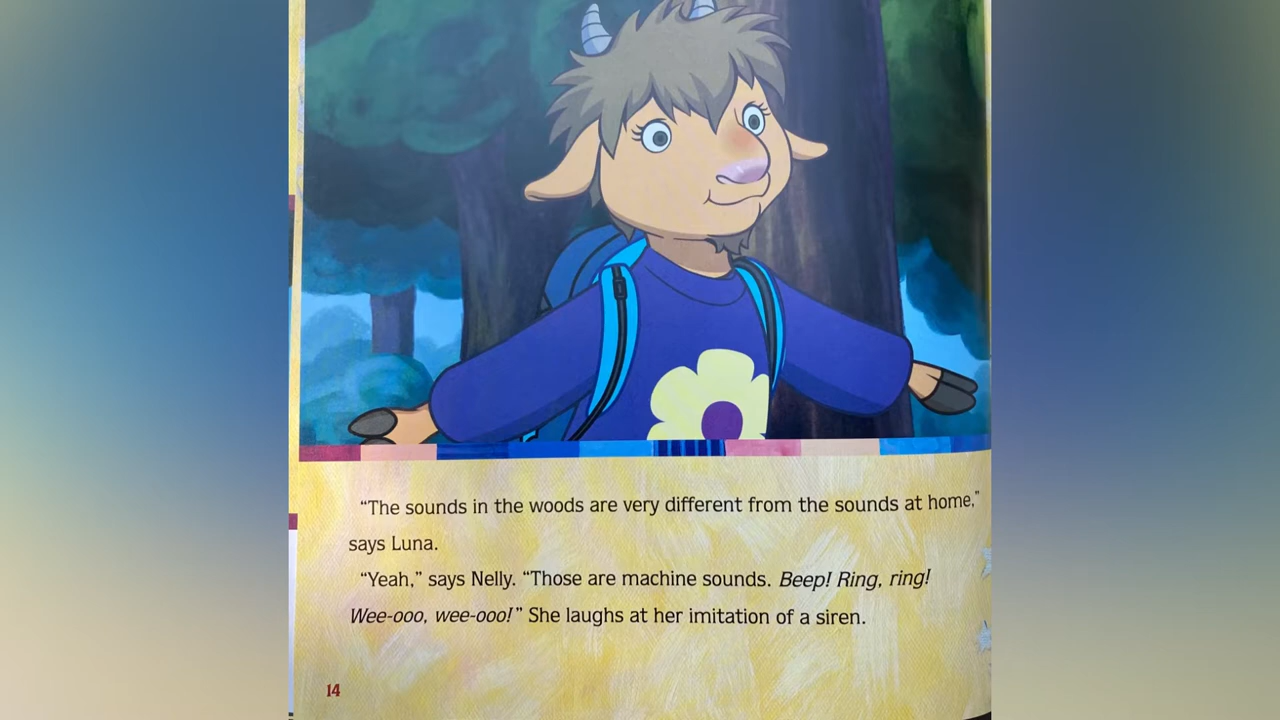 “The sounds in the woods are very different from the sounds at home,”
says Luna.
“Yeah,” says Nelly. “Those are machine sounds. Beep! Ring, ring!
Wee-ooo, wee-ooo!” She laughs at her imitation of a siren.
14